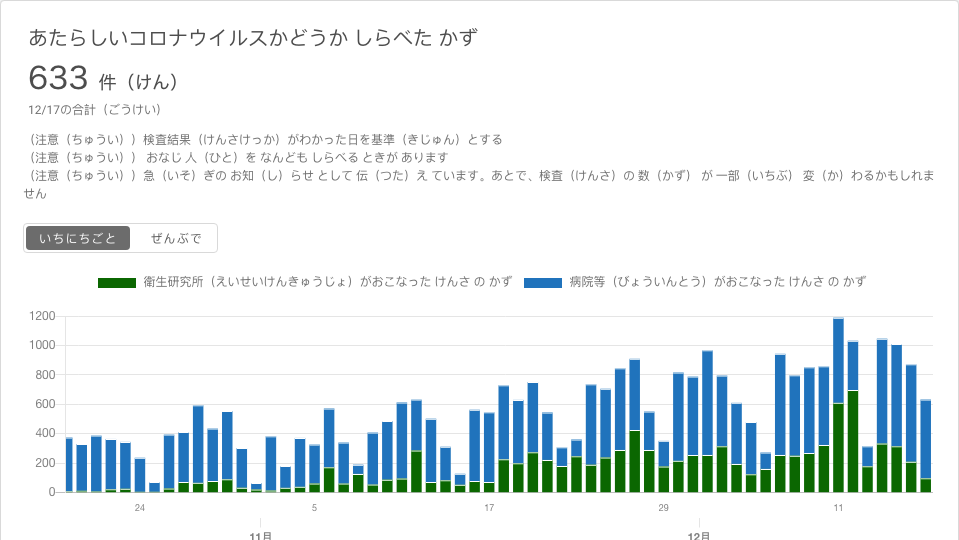 あたらしいコロナウイルスかどうか しらべた かず
633 件（けん）
12/17の合計（ごうけい）
（注意（ちゅうい））検査結果（けんさけっか）がわかった日を基準（きじゅん）とする
（注意（ちゅうい）） おなじ 人（ひと）を なんども しらべる ときが あります
（注意（ちゅうい））急（いそ）ぎの お知（し）らせ として 伝（つた）え ています。あとで、検査（けんさ）の 数（かず） が 一部（いちぶ） 変（か）わるかもしれま
せん
いちにちごと ぜんぶで
衛生研究所（えいせいけんきゅうじょ）がおこなった けんさ の かず 病院等（びょういんとう）がおこなった けんさ の かず
1200
1000
800
600
400
200
0
24 5 17 29 11
11月 12月